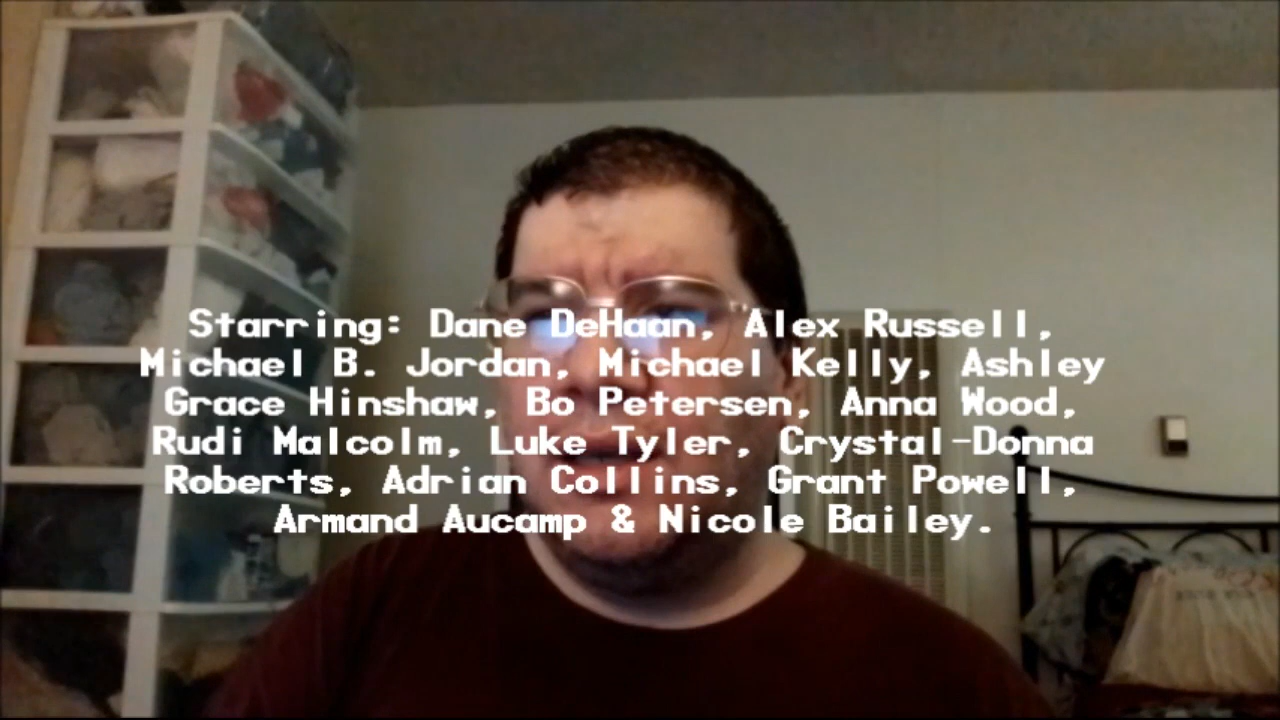 Starring: Dane DeHaan, Alex Russell,
Michael B. Jordan, Michael Kelly, Ashley
Grace Hinshaw, Bo Petersen, Anna Wood,
Rudi Malcolm, Luke Tyler, Crystal-Donna
Roberts, Adrian Collins, Grant Powell,
Armand Aucamp & Nicole Bailey.